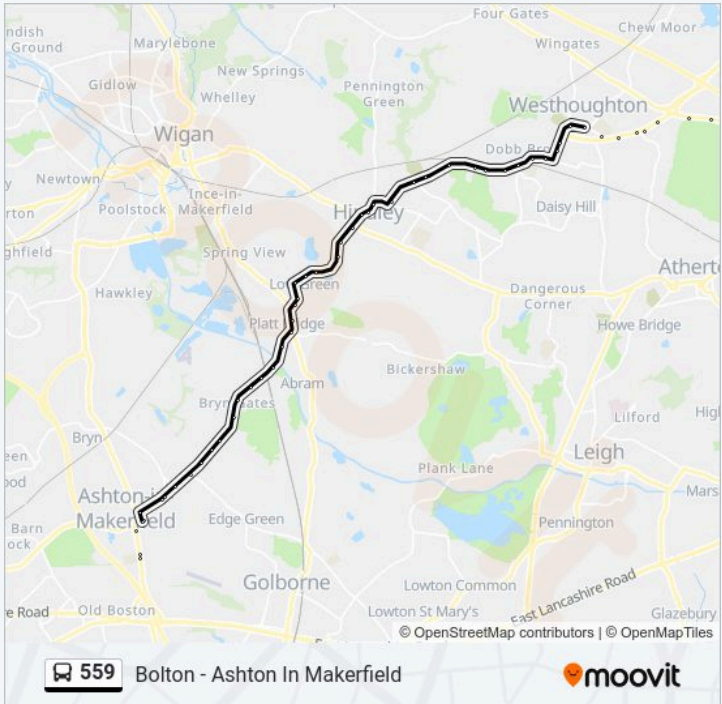 Four Gates
Chew Moor
ndish
Ground
Marylebone
Wingates
New Springs
Gidlow
Whelley
Pennington
Green
Westhoughton
Wigan
Dobb Br
Newtown
Ince-in-
Makerfield
y
rton
Poolstock
Hindley
Daisy Hill
ghfield
Spring View
Atherto
Hawkley
Low Green
Dangerous
Corner
Platt Bridge
Howe Bridge
Bickershaw
Abram
Bryn Gates
Lilford
High
Bryn
Leigh
een
ood
Plank Lane
Ashton-in-
Makerfield
Mars
Edge Green
Barn
ock
Pennington
Golborne
Lowton Common
e Road
Old Boston
Lowton St Mary's
East Lancashire Road
Glazebury
© OpenStreetMap contributors | © OpenMapTiles
559 Bolton - Ashton In Makerfield
moovit